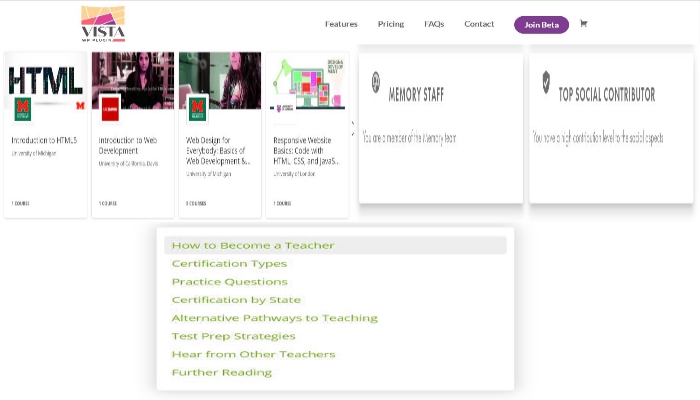 VISTA
WP PLUGIN
Features
Pricing
FAQs
Contact
Join Beta
HTML
Introduction to HTML5
University of Michigan
1 COURSE
Introduction to Web
Development
University of California, Davis
1 COURSE
Web Design for
Everybody: Basics of
Web Development &...
University of Michigan
5 COURSES
Responsive Website
Basics: Code with
HTML, CSS, and JavaS...
University of London
1 COURSE
MEMORY STAFF
You are a member of the Memory team
TOP SOCIAL CONTRIBUTOR
You have a high contribution level to the social aspects
How to Become a Teacher
Certification Types
Practice Questions
Certification by State
Alternative Pathways to Teaching
Test Prep Strategies
Hear from Other Teachers
Further Reading